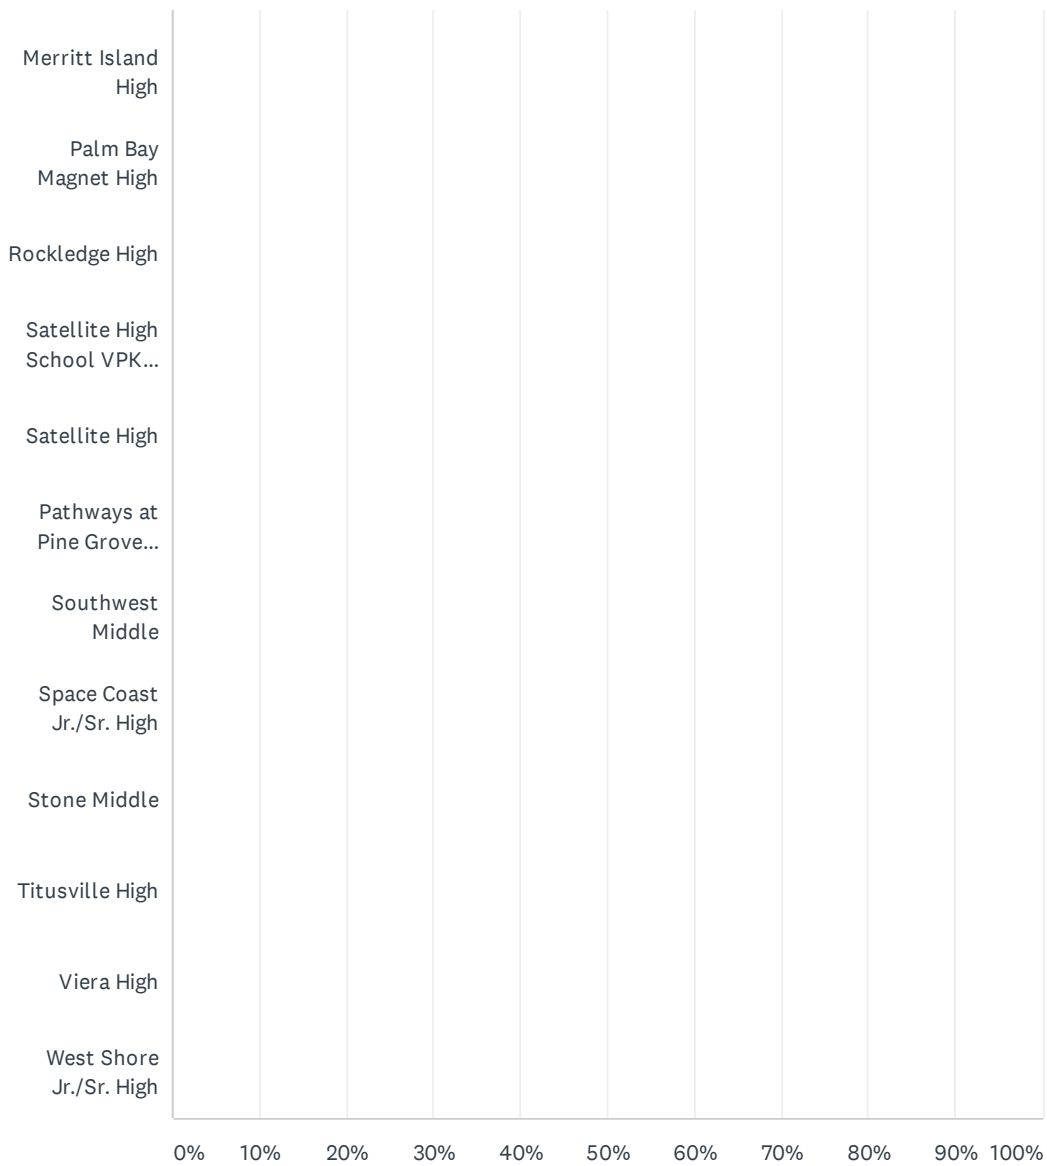 Merritt Island
High
Palm Bay
Magnet High
Rockledge High
Satellite High
School VPK...
Satellite High
Pathways at
Pine Grove...
Southwest
Middle
Space Coast
Jr./Sr. High
Stone Middle
Titusville High
Viera High
West Shore
Jr./Sr. High
0% 10% 20% 30% 40% 50% 60% 70% 80% 90% 100%